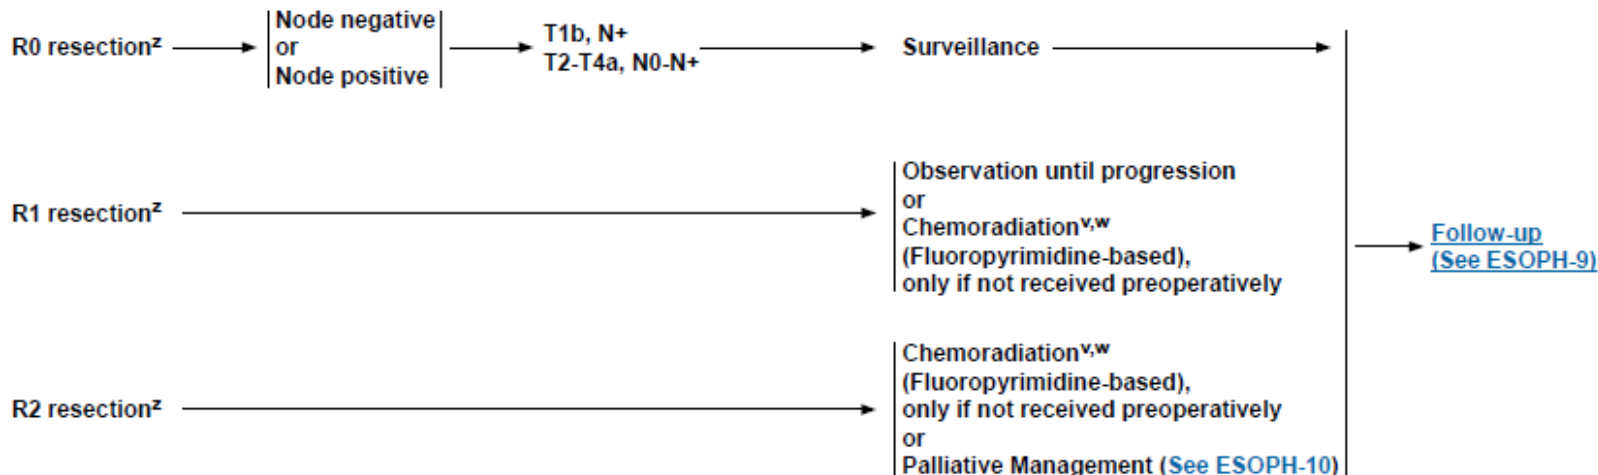 R0 resectionᶻ
Node negative
or
Node positive
T1b, N+
T2-T4a, N0-N+
Surveillance
R1 resectionᶻ
Observation until progression
or
Chemoradiationᵛ,ʷ
(Fluoropyrimidine-based),
only if not received preoperatively
Follow-up
(See ESOPH-9)
R2 resectionᶻ
Chemoradiationᵛ,ʷ
(Fluoropyrimidine-based),
only if not received preoperatively
or
Palliative Management (See ESOPH-10)